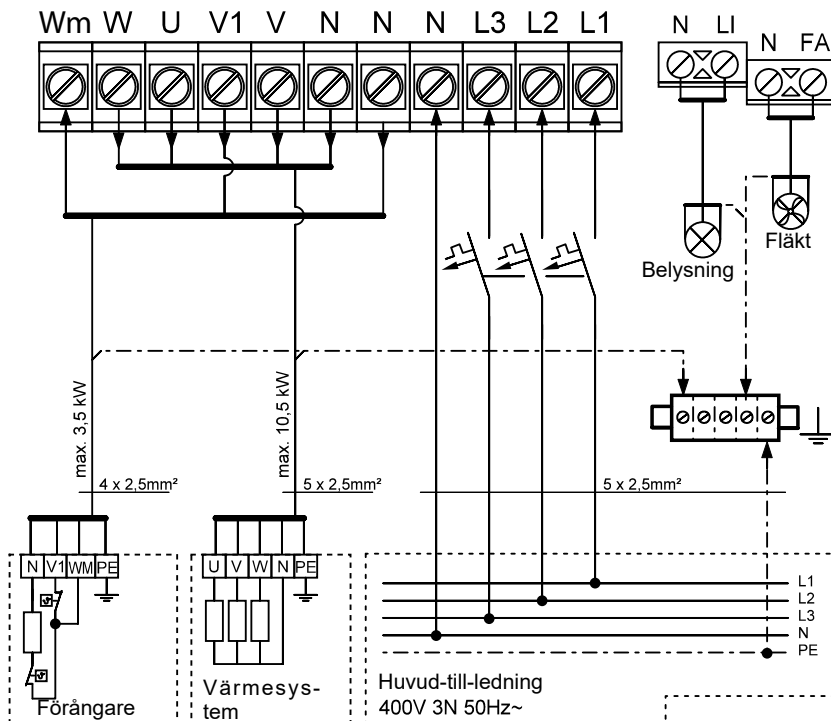 Wm W U V1 V N N N L3 L2 L1
N LI
N FA
Fläkt
Belysning
max. 3,5 kW
max. 10,5 kW
4 x 2,5mm²
5 x 2,5mm²
5 x 2,5mm²
N V1 WM PE
U V W N PE
L1
L2
L3
N
PE
Förångare
Värmesys-
tem
Huvud-till-ledning
400V 3N 50Hz~